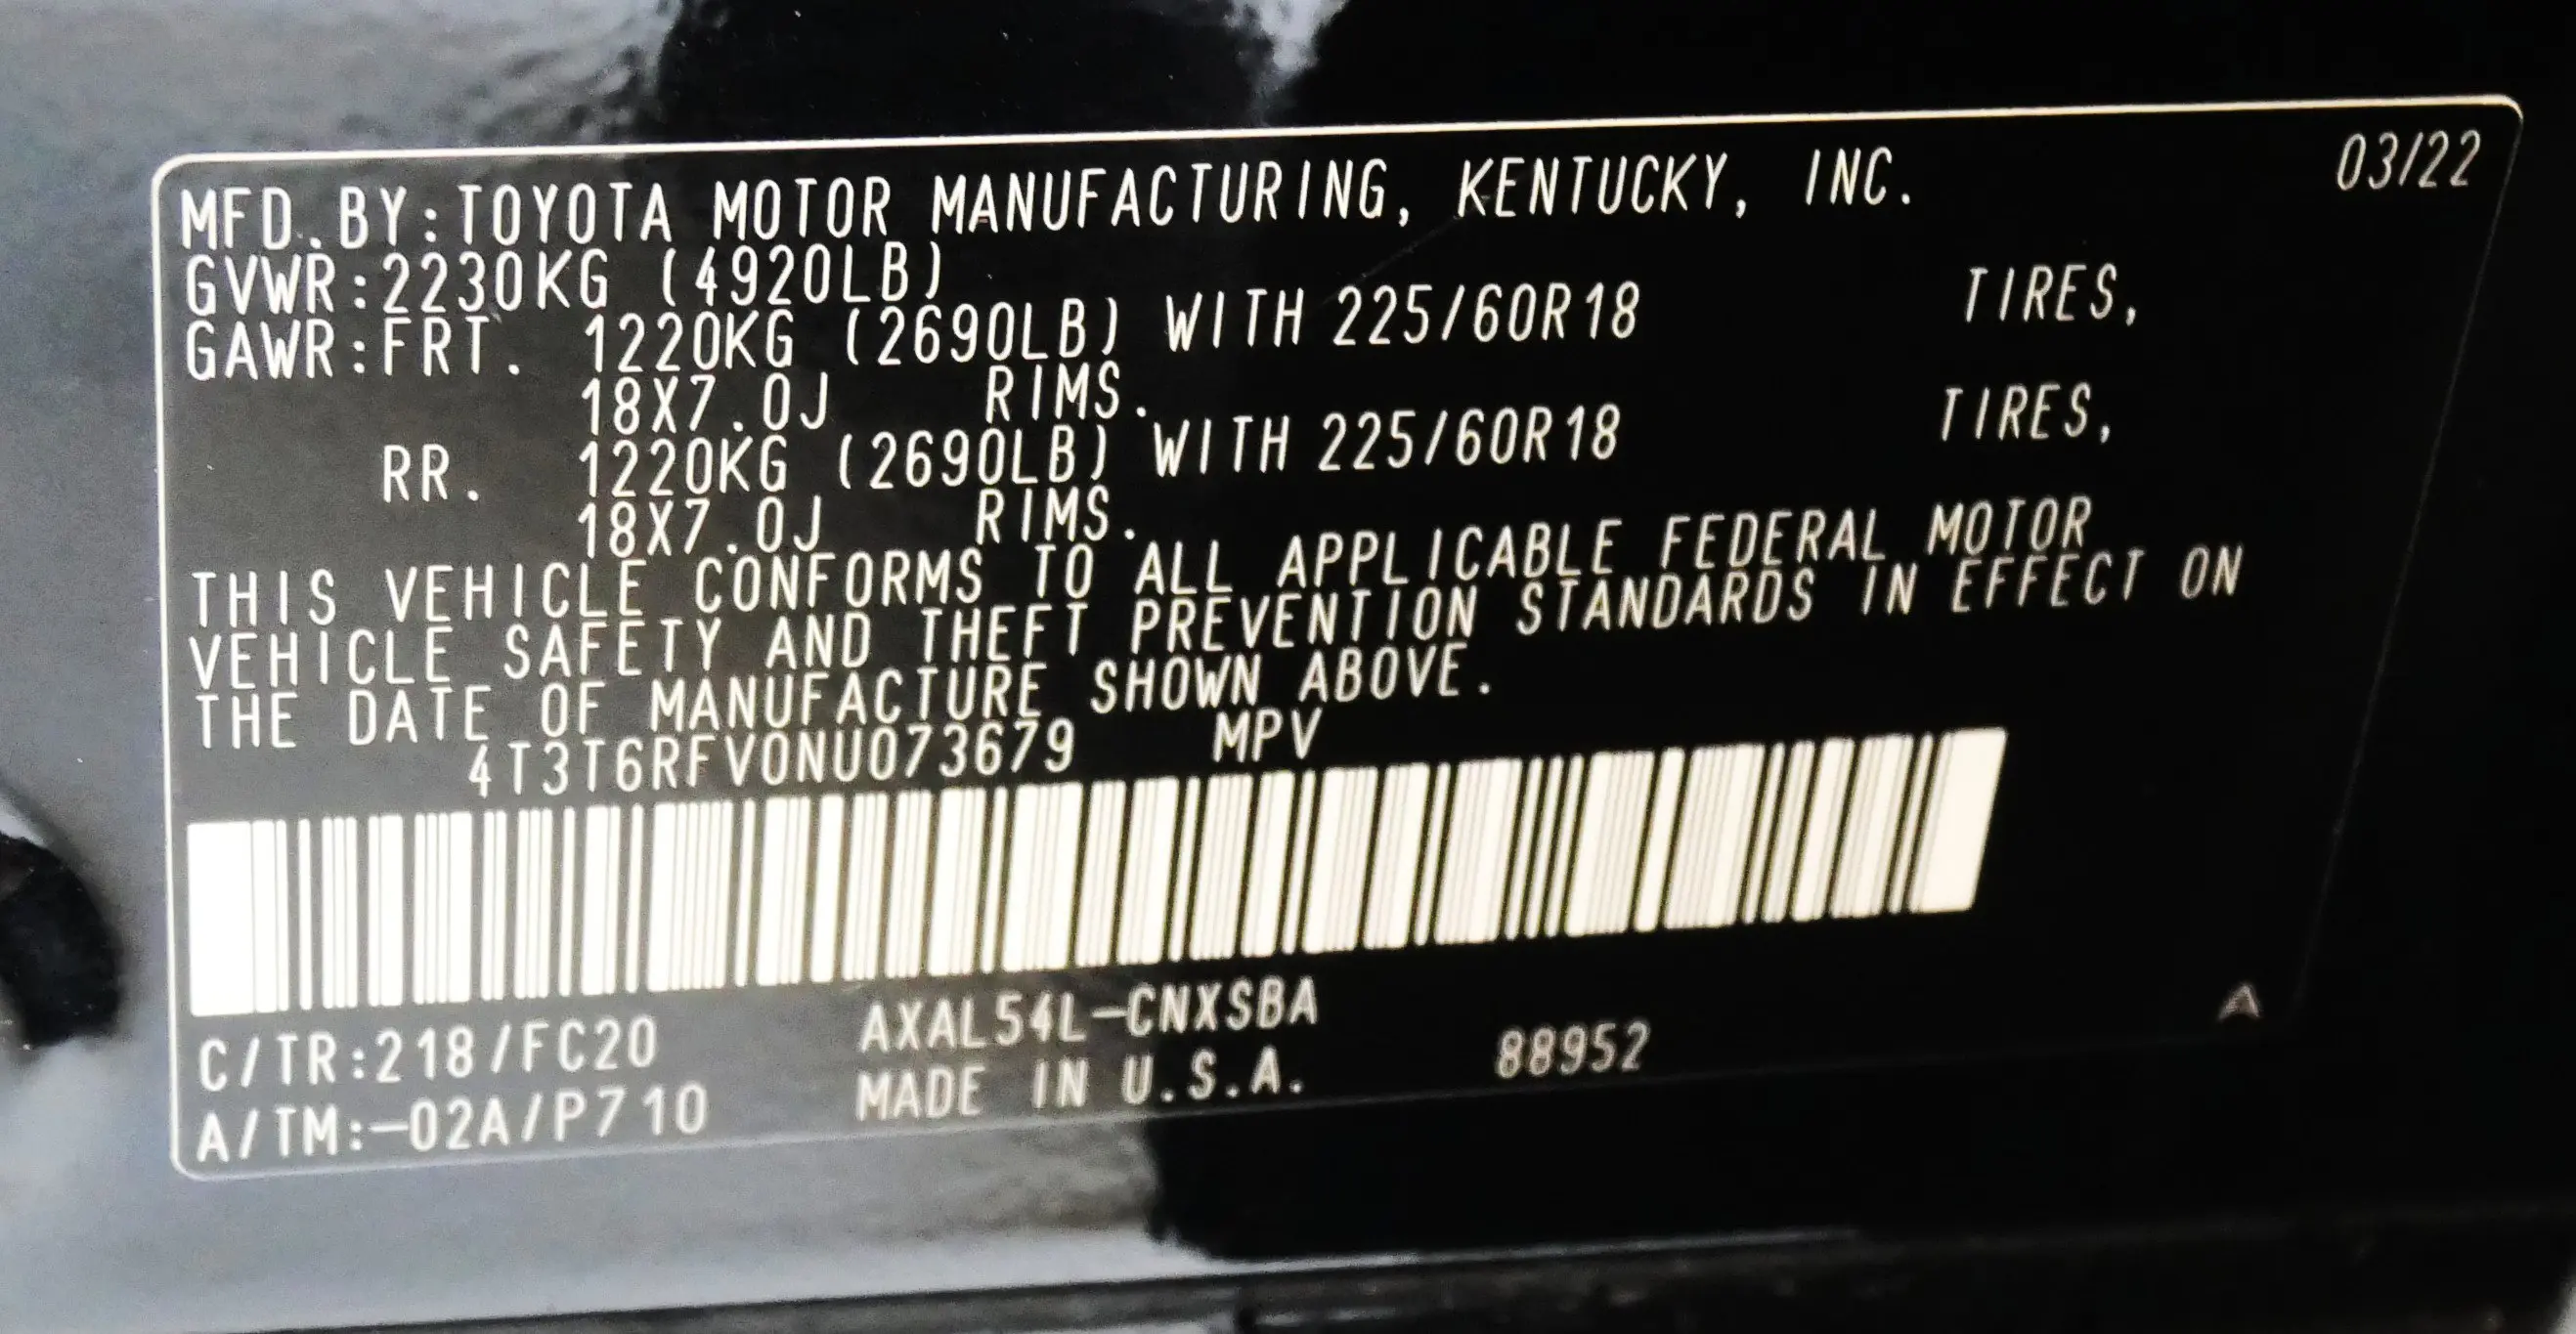 03/22
MFD.BY:TOYOTA MOTOR MANUFACTURING, KENTUCKY, INC.
GVWR:2230KG (4920LB)
GAWR:FRT. 1220KG (2690LB) WITH 225/60R18 TIRES,
18X7.0J RIMS.
RR. 1220KG (2690LB) WITH 225/60R18 TIRES,
18X7.0J RIMS.
THIS VEHICLE CONFORMS TO ALL APPLICABLE FEDERAL MOTOR
VEHICLE SAFETY AND THEFT PREVENTION STANDARDS IN EFFECT ON
THE DATE OF MANUFACTURE SHOWN ABOVE.
4T3T6RFV0NU073679 MPV
C/TR:218/FC20 AXAL54L-CNXSBA
A/TM:-02A/P710 MADE IN U.S.A. 88952
A